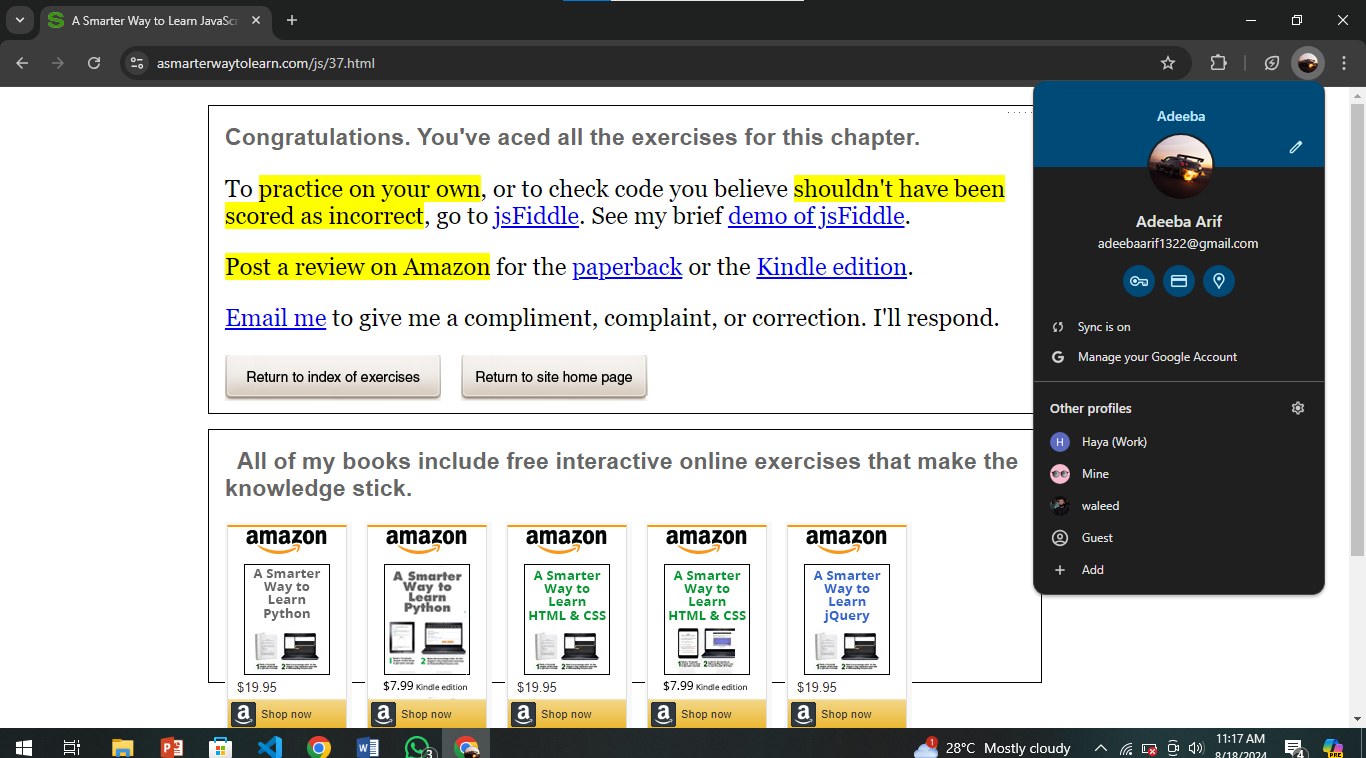 A Smarter Way to Learn JavaScr
asmarterwaytolearn.com/js/37.html
Congratulations. You've aced all the exercises for this chapter.
To practice on your own, or to check code you believe shouldn't have been
scored as incorrect, go to jsFiddle. See my brief demo of jsFiddle.
Post a review on Amazon for the paperback or the Kindle edition.
Email me to give me a compliment, complaint, or correction. I'll respond.
Return to index of exercises Return to site home page
All of my books include free interactive online exercises that make the
knowledge stick.
amazon
A Smarter
Way to
Learn
Python
$19.95
Shop now
amazon
A Smarter
Way to
Learn
Python
$7.99 Kindle edition
Shop now
amazon
A Smarter
Way to
Learn
HTML & CSS
$19.95
Shop now
amazon
A Smarter
Way to
Learn
HTML & CSS
$7.99 Kindle edition
Shop now
amazon
A Smarter
Way to
Learn
jQuery
$19.95
Shop now
Adeeba
Adeeba Arif
adeebaarif1322@gmail.com
Sync is on
G Manage your Google Account
Other profiles
H Haya (Work)
Mine
waleed
Guest
Add
3
1
28°C Mostly cloudy
11:17 AM
8/18/2024
4
PRE